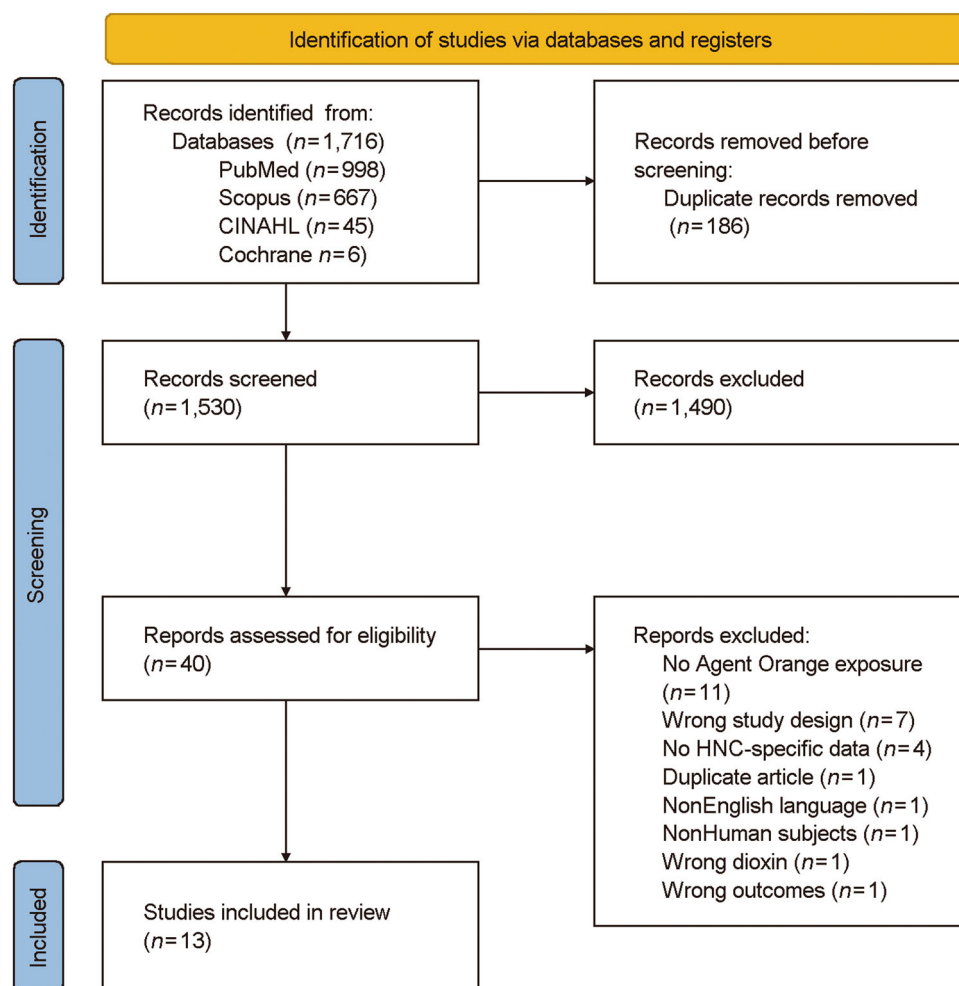 Identification of studies via databases and registers
Identification
Records identified from:
Databases (n=1,716)
PubMed (n=998)
Scopus (n=667)
CINAHL (n=45)
Cochrane n=6)
Records removed before
screening:
Duplicate records removed
(n=186)
Screening
Records screened
(n=1,530)
Records excluded
(n=1,490)
Repords assessed for eligibility
(n=40)
Repords excluded:
No Agent Orange exposure
(n=11)
Wrong study design (n=7)
No HNC-specific data (n=4)
Duplicate article (n=1)
NonEnglish language (n=1)
NonHuman subjects (n=1)
Wrong dioxin (n=1)
Wrong outcomes (n=1)
Included
Studies included in review
(n=13)